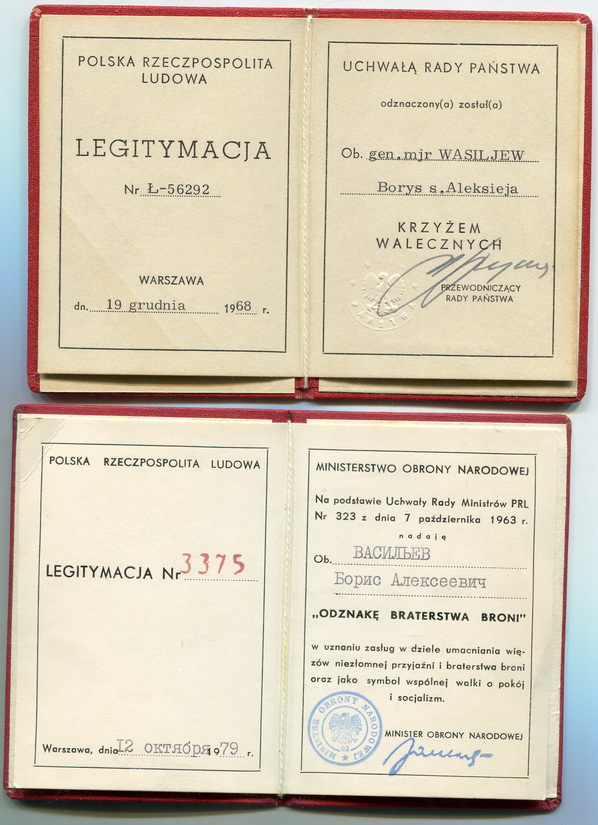 POLSKA RZECZPOSPOLITA
LUDOWA
LEGITYMACJA
Nr Ł-56292
WARSZAWA
dn. 19 grudnia 1968 r.
UCHWAŁĄ RADY PAŃSTWA
odznaczony(a) został(a)
Ob. gen.mjr WASILJEW
Borys s.Aleksieja
KRZYŻEM
WALECZNYCH
PRZEWODNICZĄCY
RADY PAŃSTWA
POLSKA RZECZPOSPOLITA LUDOWA
LEGITYMACJA Nr 3375
Warszawa, dnia 12 октября 1979 r.
MINISTERSTWO OBRONY NARODOWEJ
Na podstawie Uchwały Rady Ministrów PRL
Nr 323 z dnia 7 października 1963 r.
nadaję
Ob. ВАСИЛЬЕВ
Борис Алексеевич
„ODZNAKĘ BRATERSTWA BRONI"
w uznaniu zasług w dziele umacniania wię-
zów niezłomnej przyjaźni i braterstwa broni
oraz jako symbol wspólnej walki o pokój
i socjalizm.
MINISTER OBRONY NARODOWEJ
MINISTER OBRONY NARODOWEJ